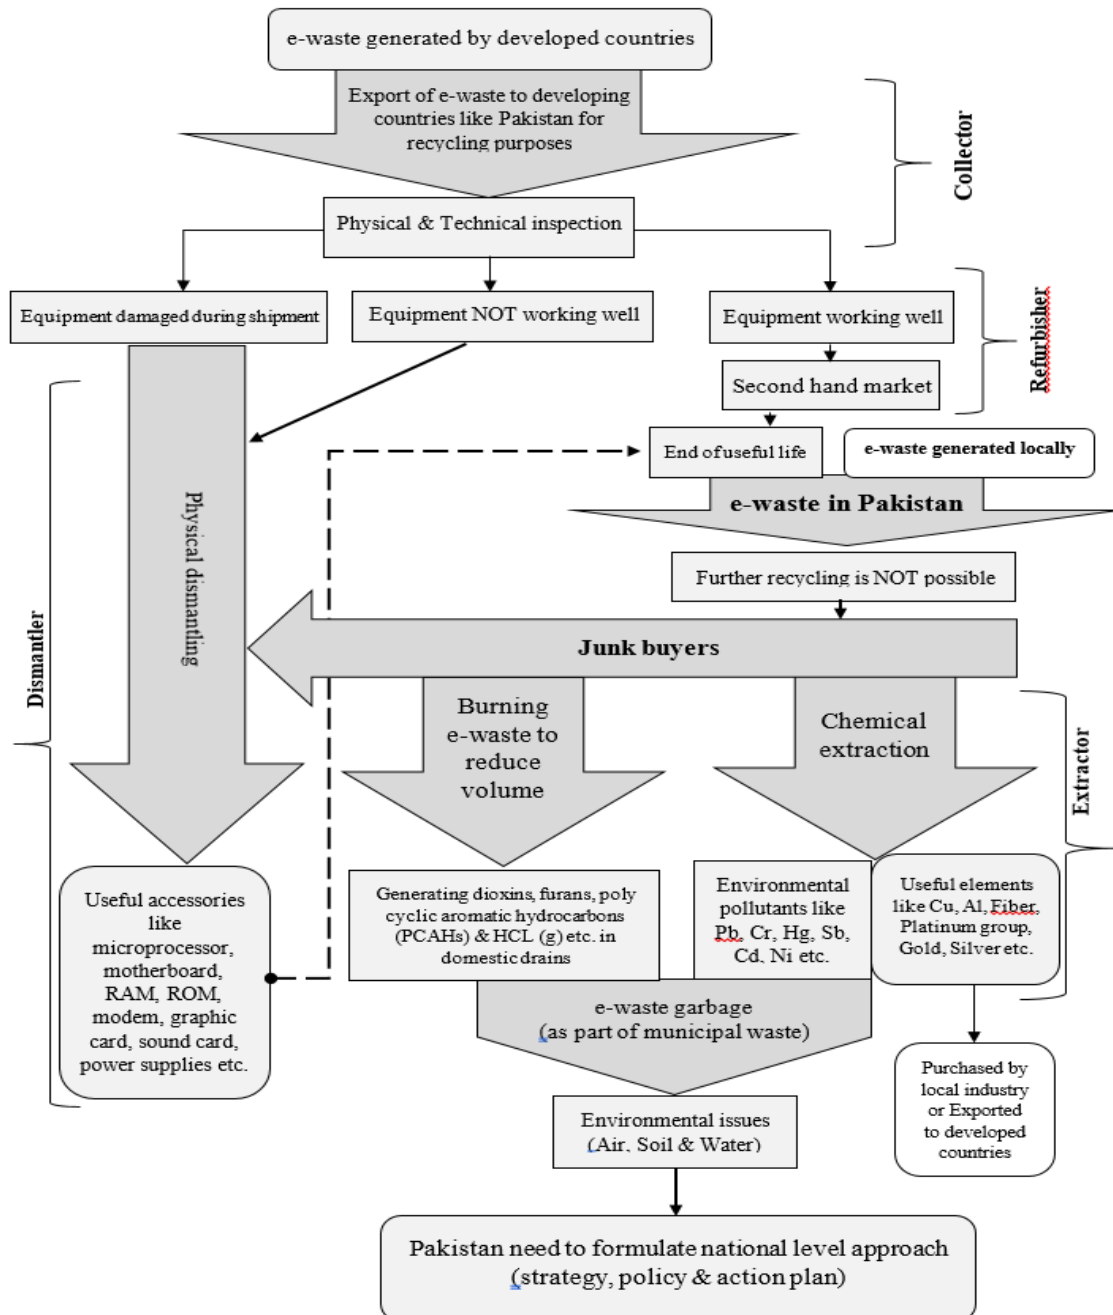 e-waste generated by developed countries
Export of e-waste to developing
countries like Pakistan for
recycling purposes
Collector
Physical & Technical inspection
Equipment damaged during shipment
Equipment NOT working well
Equipment working well
Refurbisher
Second hand market
End of useful life
e-waste generated locally
e-waste in Pakistan
Physical dismantling
Further recycling is NOT possible
Dismantler
Junk buyers
Burning
e-waste to
reduce
volume
Chemical
extraction
Extractor
Useful accessories
like
microprocessor,
motherboard,
RAM, ROM,
modem, graphic
card, sound card,
power supplies etc.
Generating dioxins, furans, poly
cyclic aromatic hydrocarbons
(PCAHs) & HCL (g) etc. in
domestic drains
Environmental
pollutants like
Pb, Cr, Hg, Sb,
Cd, Ni etc.
Useful elements
like Cu, Al, Fiber,
Platinum group,
Gold, Silver etc.
e-waste garbage
(as part of municipal waste)
Purchased by
local industry
or Exported
to developed
countries
Environmental issues
(Air, Soil & Water)
Pakistan need to formulate national level approach
(strategy, policy & action plan)